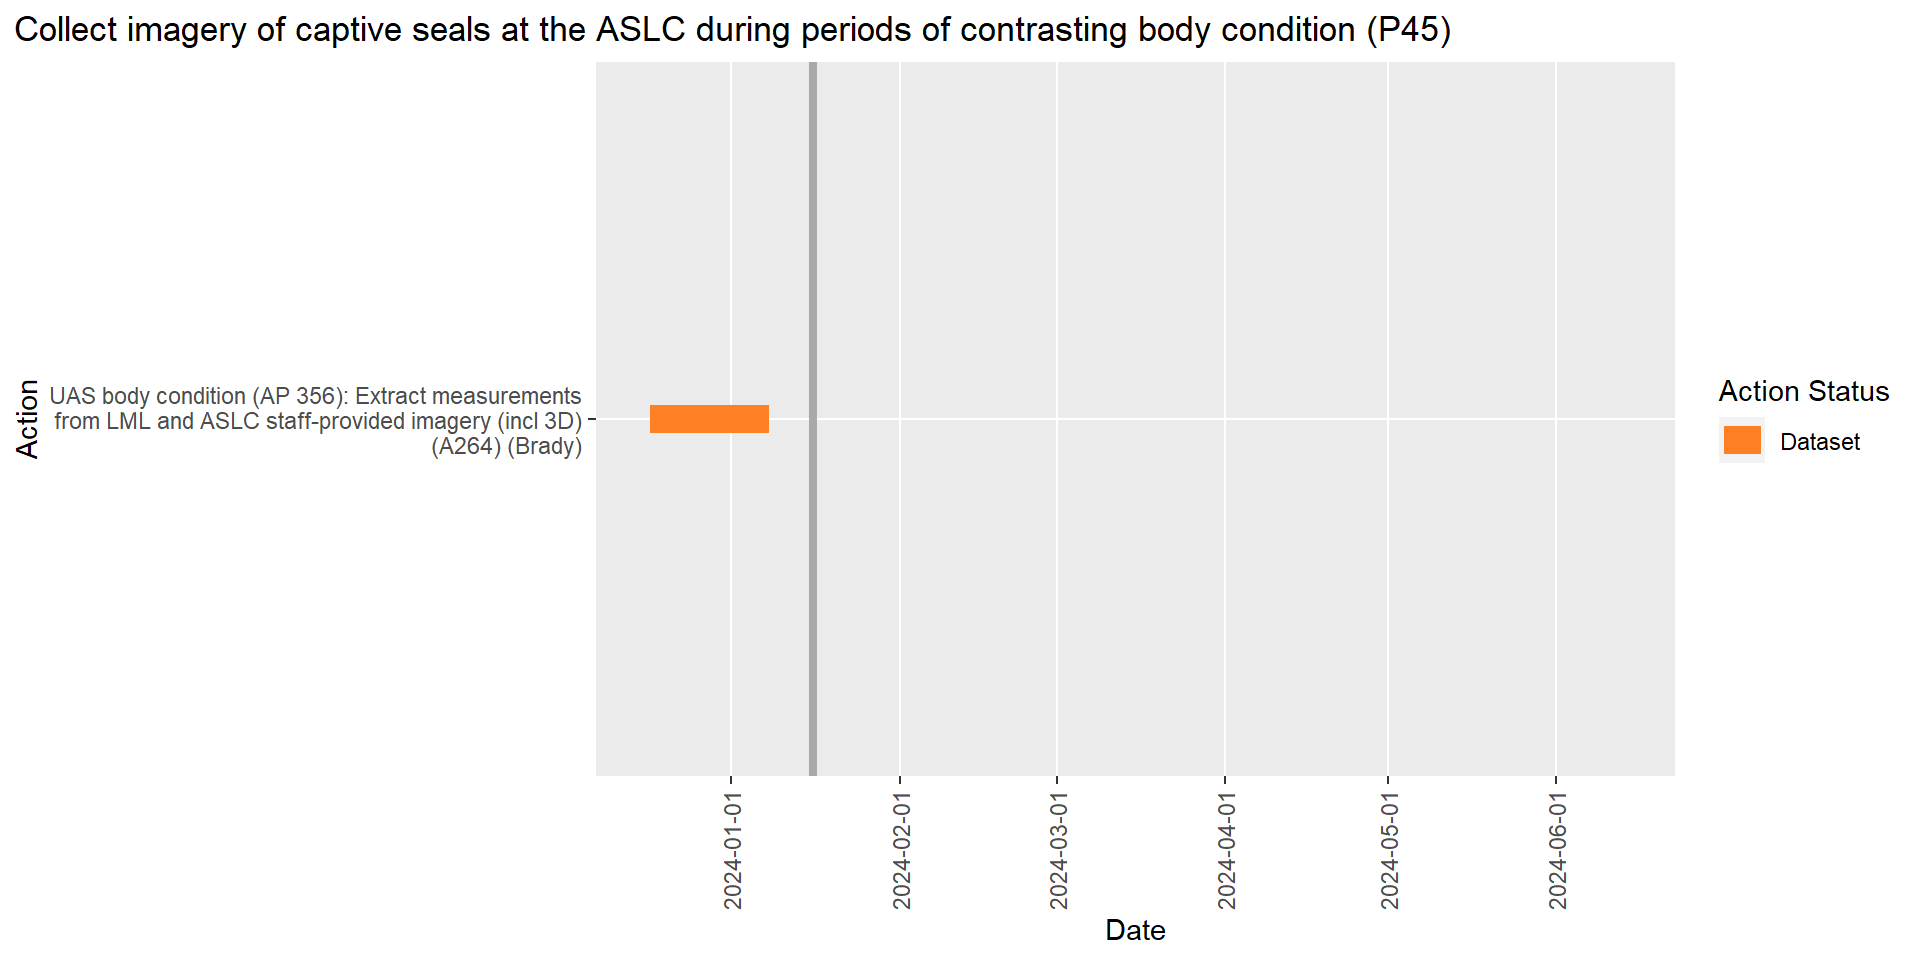 Collect imagery of captive seals at the ASLC during periods of contrasting body condition (P45)
Action
UAS body condition (AP 356): Extract measurements
from LML and ASLC staff-provided imagery (incl 3D)
(A264) (Brady)
Action Status
Dataset
2024-01-01
2024-02-01
2024-03-01
2024-04-01
2024-05-01
2024-06-01
Date